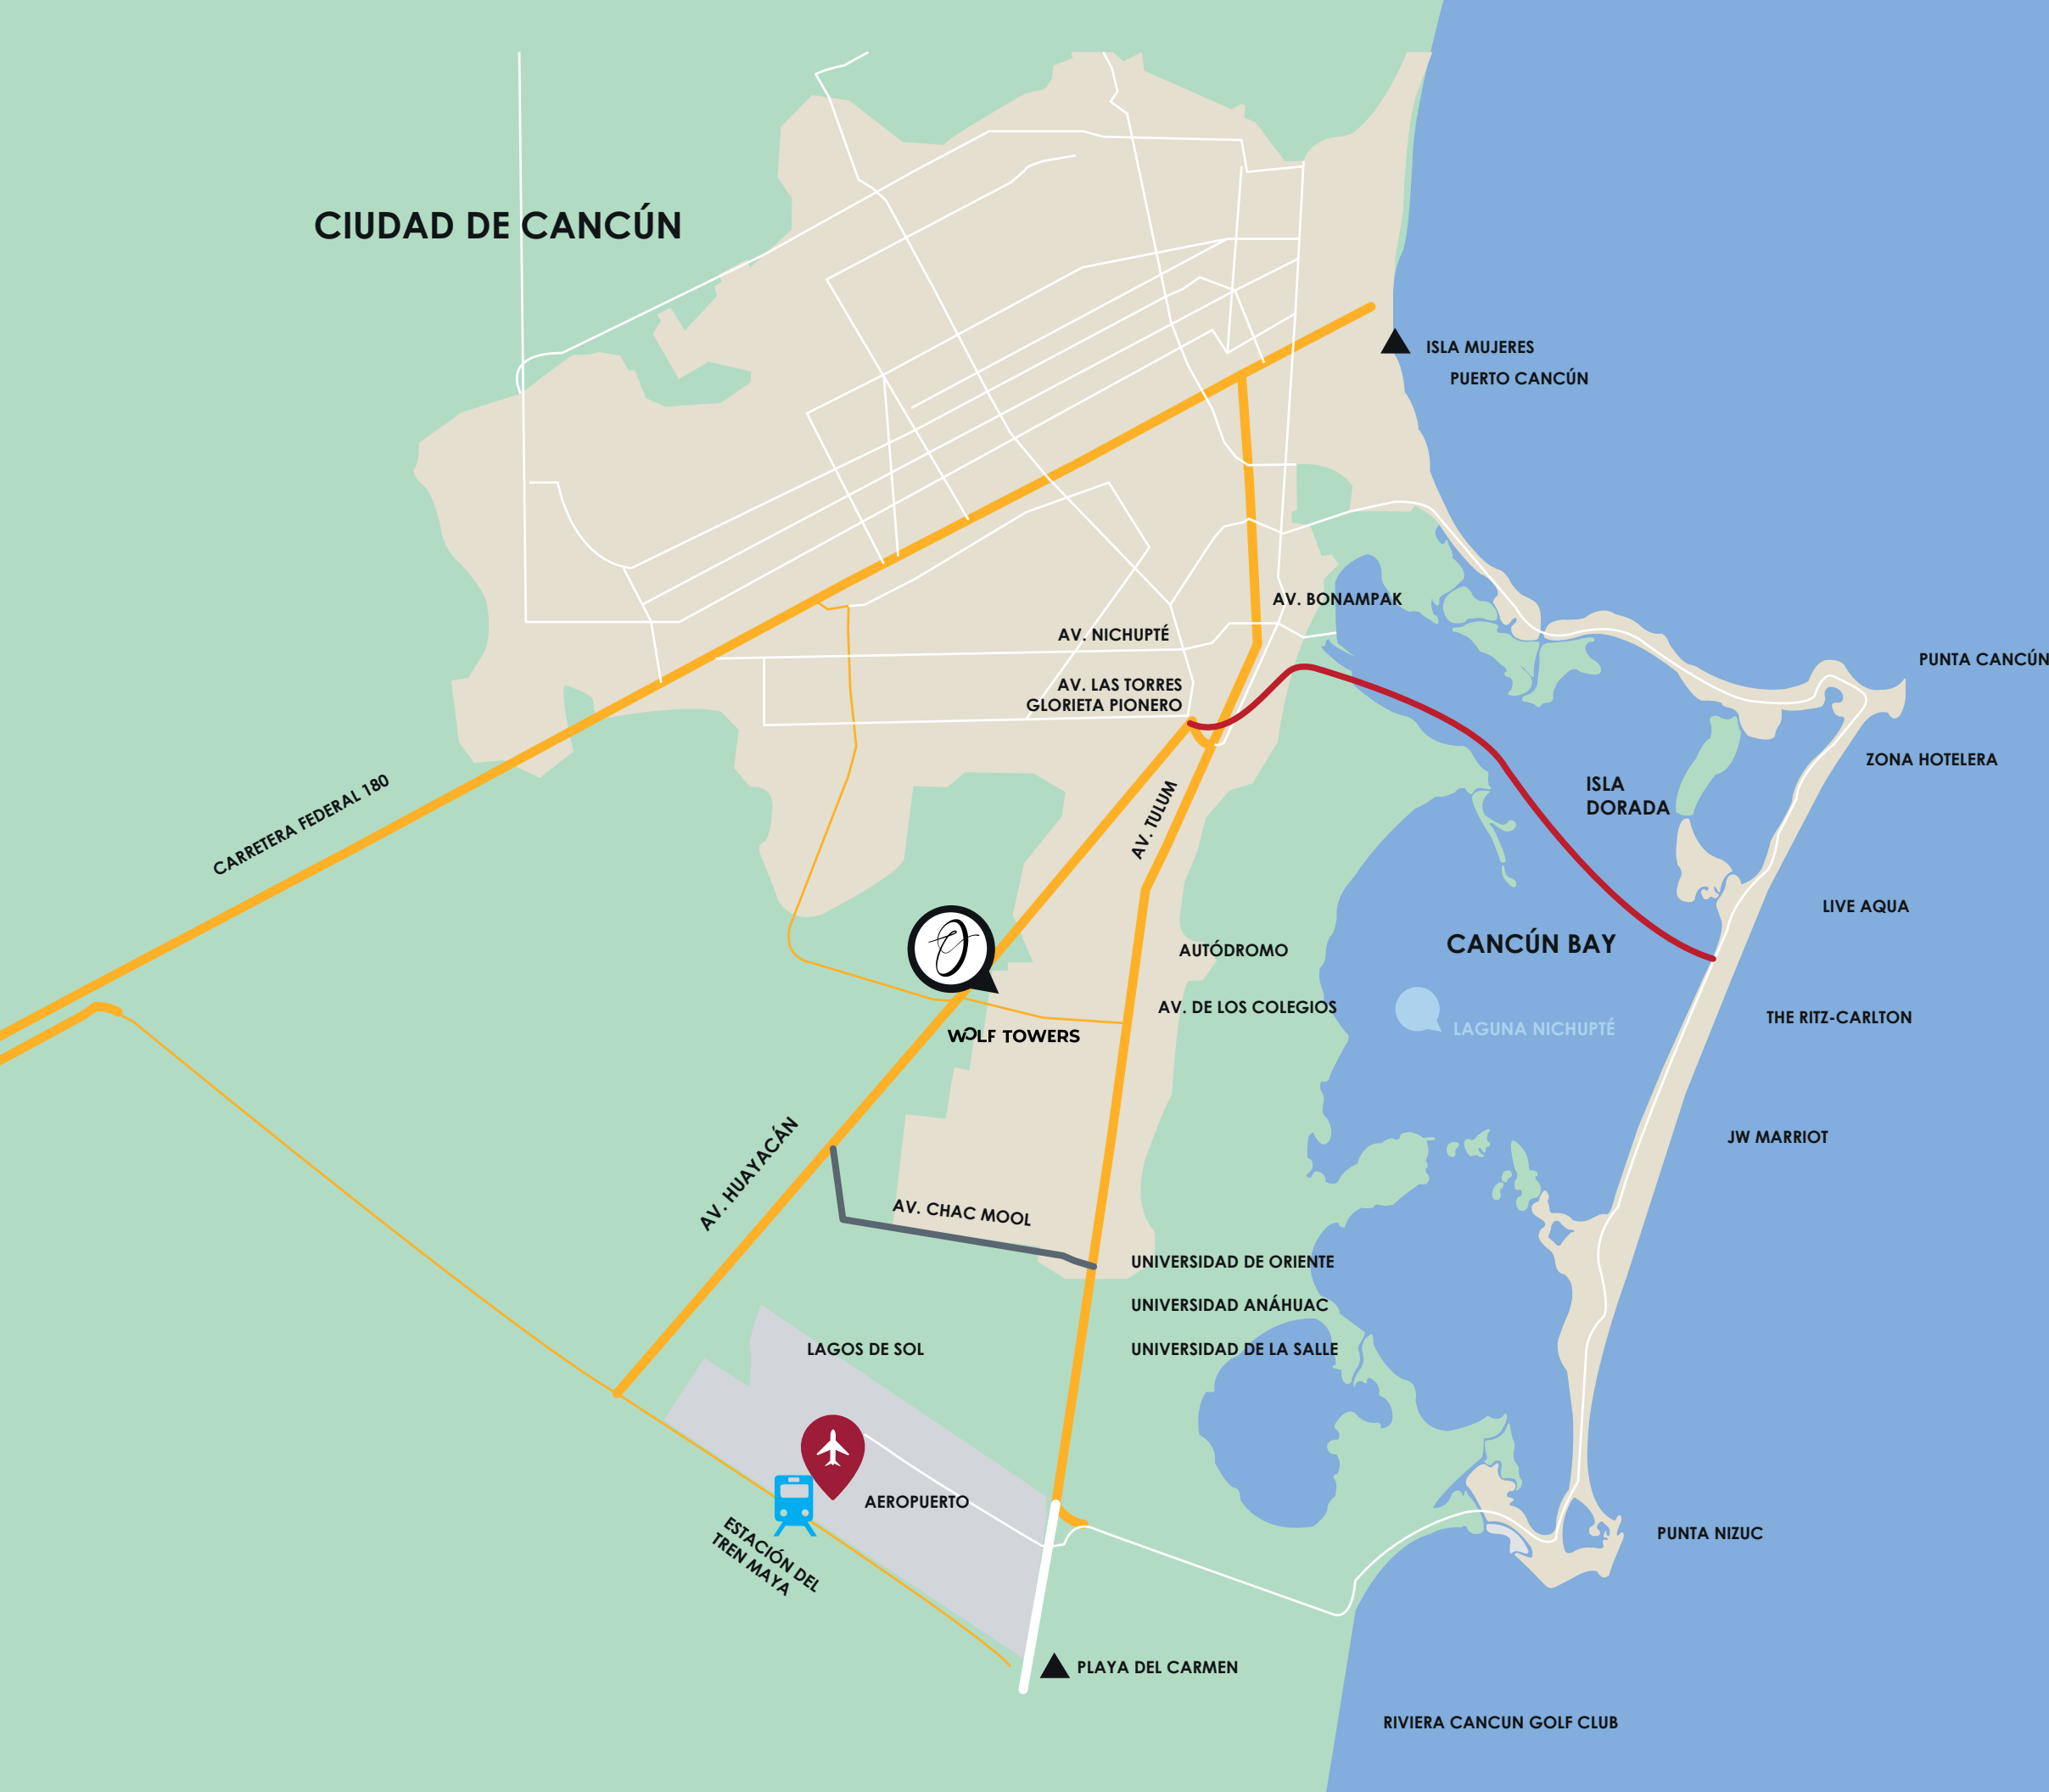 CIUDAD DE CANCÚN
ISLA MUJERES
PUERTO CANCÚN
AV. BONAMPAK
AV. NICHUPTÉ
PUNTA CANCÚN
AV. LAS TORRES
GLORIETA PIONERO
ZONA HOTELERA
ISLA
DORADA
CARRETERA FEDERAL 180
AV. TULUM
LIVE AQUA
CANCÚN BAY
AUTÓDROMO
AV. DE LOS COLEGIOS
THE RITZ-CARLTON
LAGUNA NICHUPTÉ
WOLF TOWERS
JW MARRIOT
AV. HUAYACÁN
AV. CHAC MOOL
UNIVERSIDAD DE ORIENTE
UNIVERSIDAD ANÁHUAC
LAGOS DE SOL
UNIVERSIDAD DE LA SALLE
AEROPUERTO
PUNTA NIZUC
ESTACIÓN DEL
TREN MAYA
PLAYA DEL CARMEN
RIVIERA CANCUN GOLF CLUB